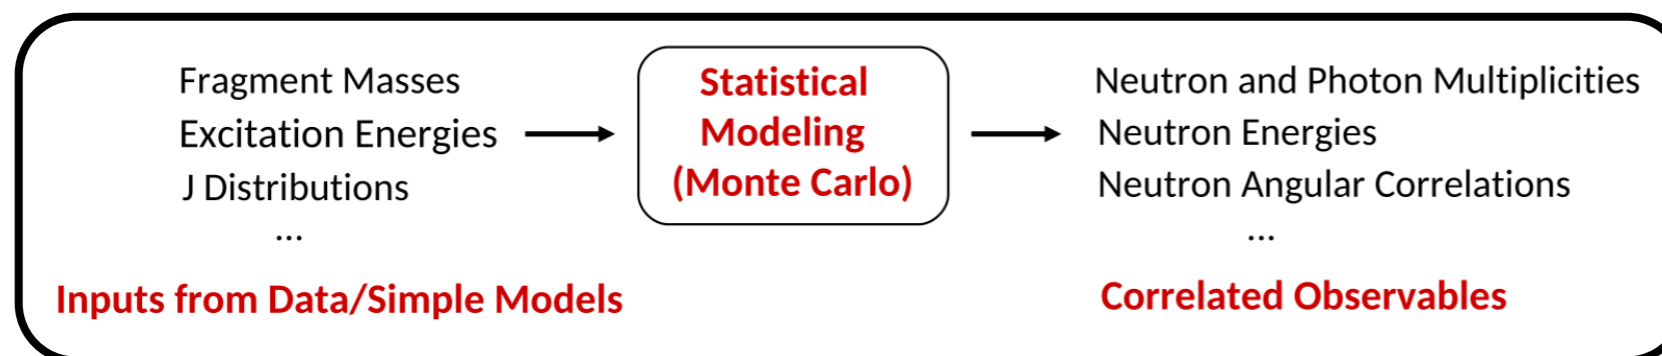 Fragment Masses
Excitation Energies
J Distributions
...
Inputs from Data/Simple Models
Statistical
Modeling
(Monte Carlo)
Neutron and Photon Multiplicities
Neutron Energies
Neutron Angular Correlations
...
Correlated Observables